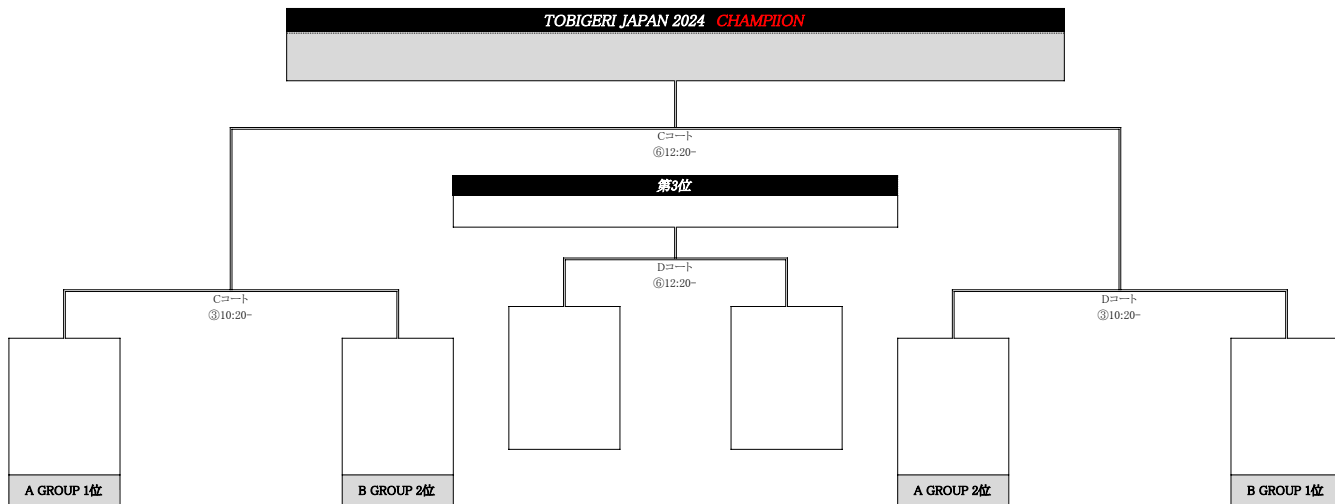 TOBIGERI JAPAN 2024 CHAMPIION
Cコート
⑥12:20-
第3位
Dコート
⑥12:20-
Cコート
③10:20-
Dコート
③10:20-
A GROUP 1位
B GROUP 2位
A GROUP 2位
B GROUP 1位